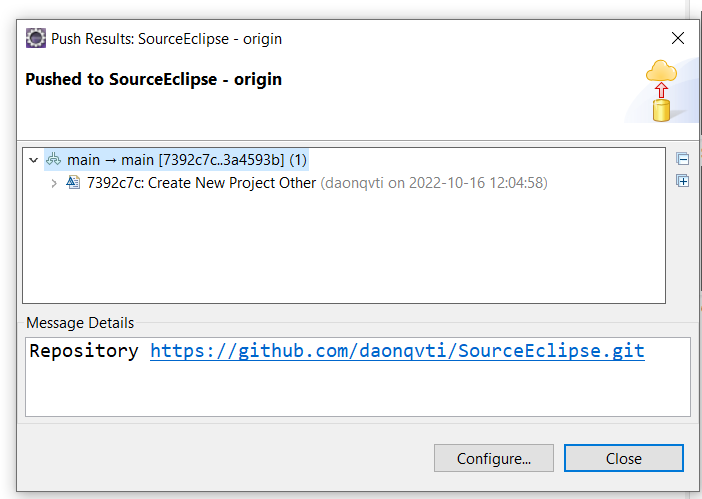 Push Results: SourceEclipse - origin
Pushed to SourceEclipse - origin
main → main [7392c7c..3a4593b] (1)
7392c7c: Create New Project Other (daonqvti on 2022-10-16 12:04:58)
Message Details
Repository https://github.com/daonqvti/SourceEclipse.git
Configure...
Close